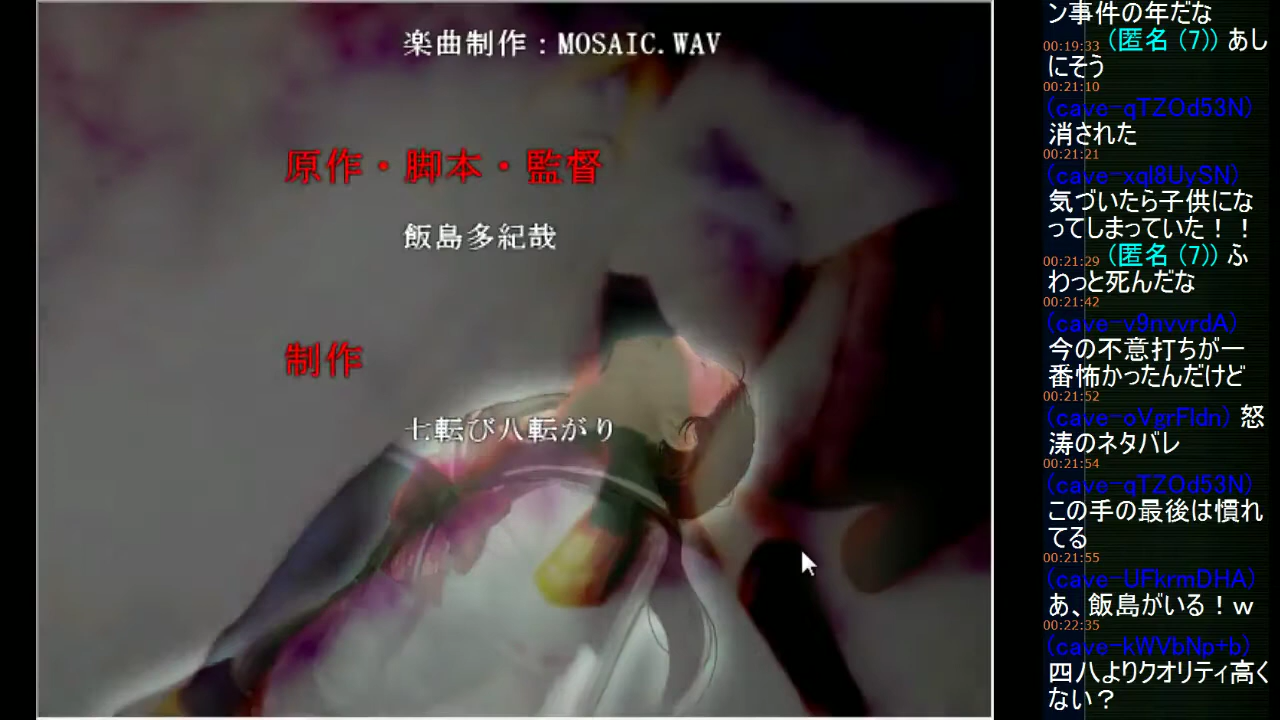 楽曲制作：MOSAIC.WAV
原作・脚本・監督
飯島多紀哉
制作
七転び八転がり
ン事件の年だな
00:19:33 (匿名 (7)) あし
にそう
00:21:10
(cave-qTZOd53N)
消された
00:21:21
(cave-xql8UySN)
気づいたら子供にな
ってしまっていた！！
00:21:29 (匿名 (7)) ふ
わっと死んだな
00:21:42
(cave-v9nvvrdA)
今の不意打ちが一
番怖かったんだけど
00:21:52
(cave-oVgrFldn) 怒
涛のネタバレ
00:21:54
(cave-qTZOd53N)
この手の最後は慣れ
てる
00:21:55
(cave-UFkrmDHA)
あ、飯島がいる！ｗ
00:22:35
(cave-kWVbNp+b)
四八よりクオリティ高く
ない？